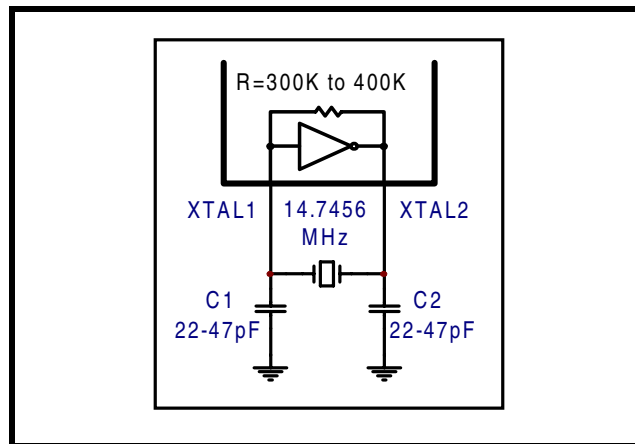 R=300K to 400K
XTAL1 14.7456 XTAL2
MHz
C1 C2
22-47pF 22-47pF